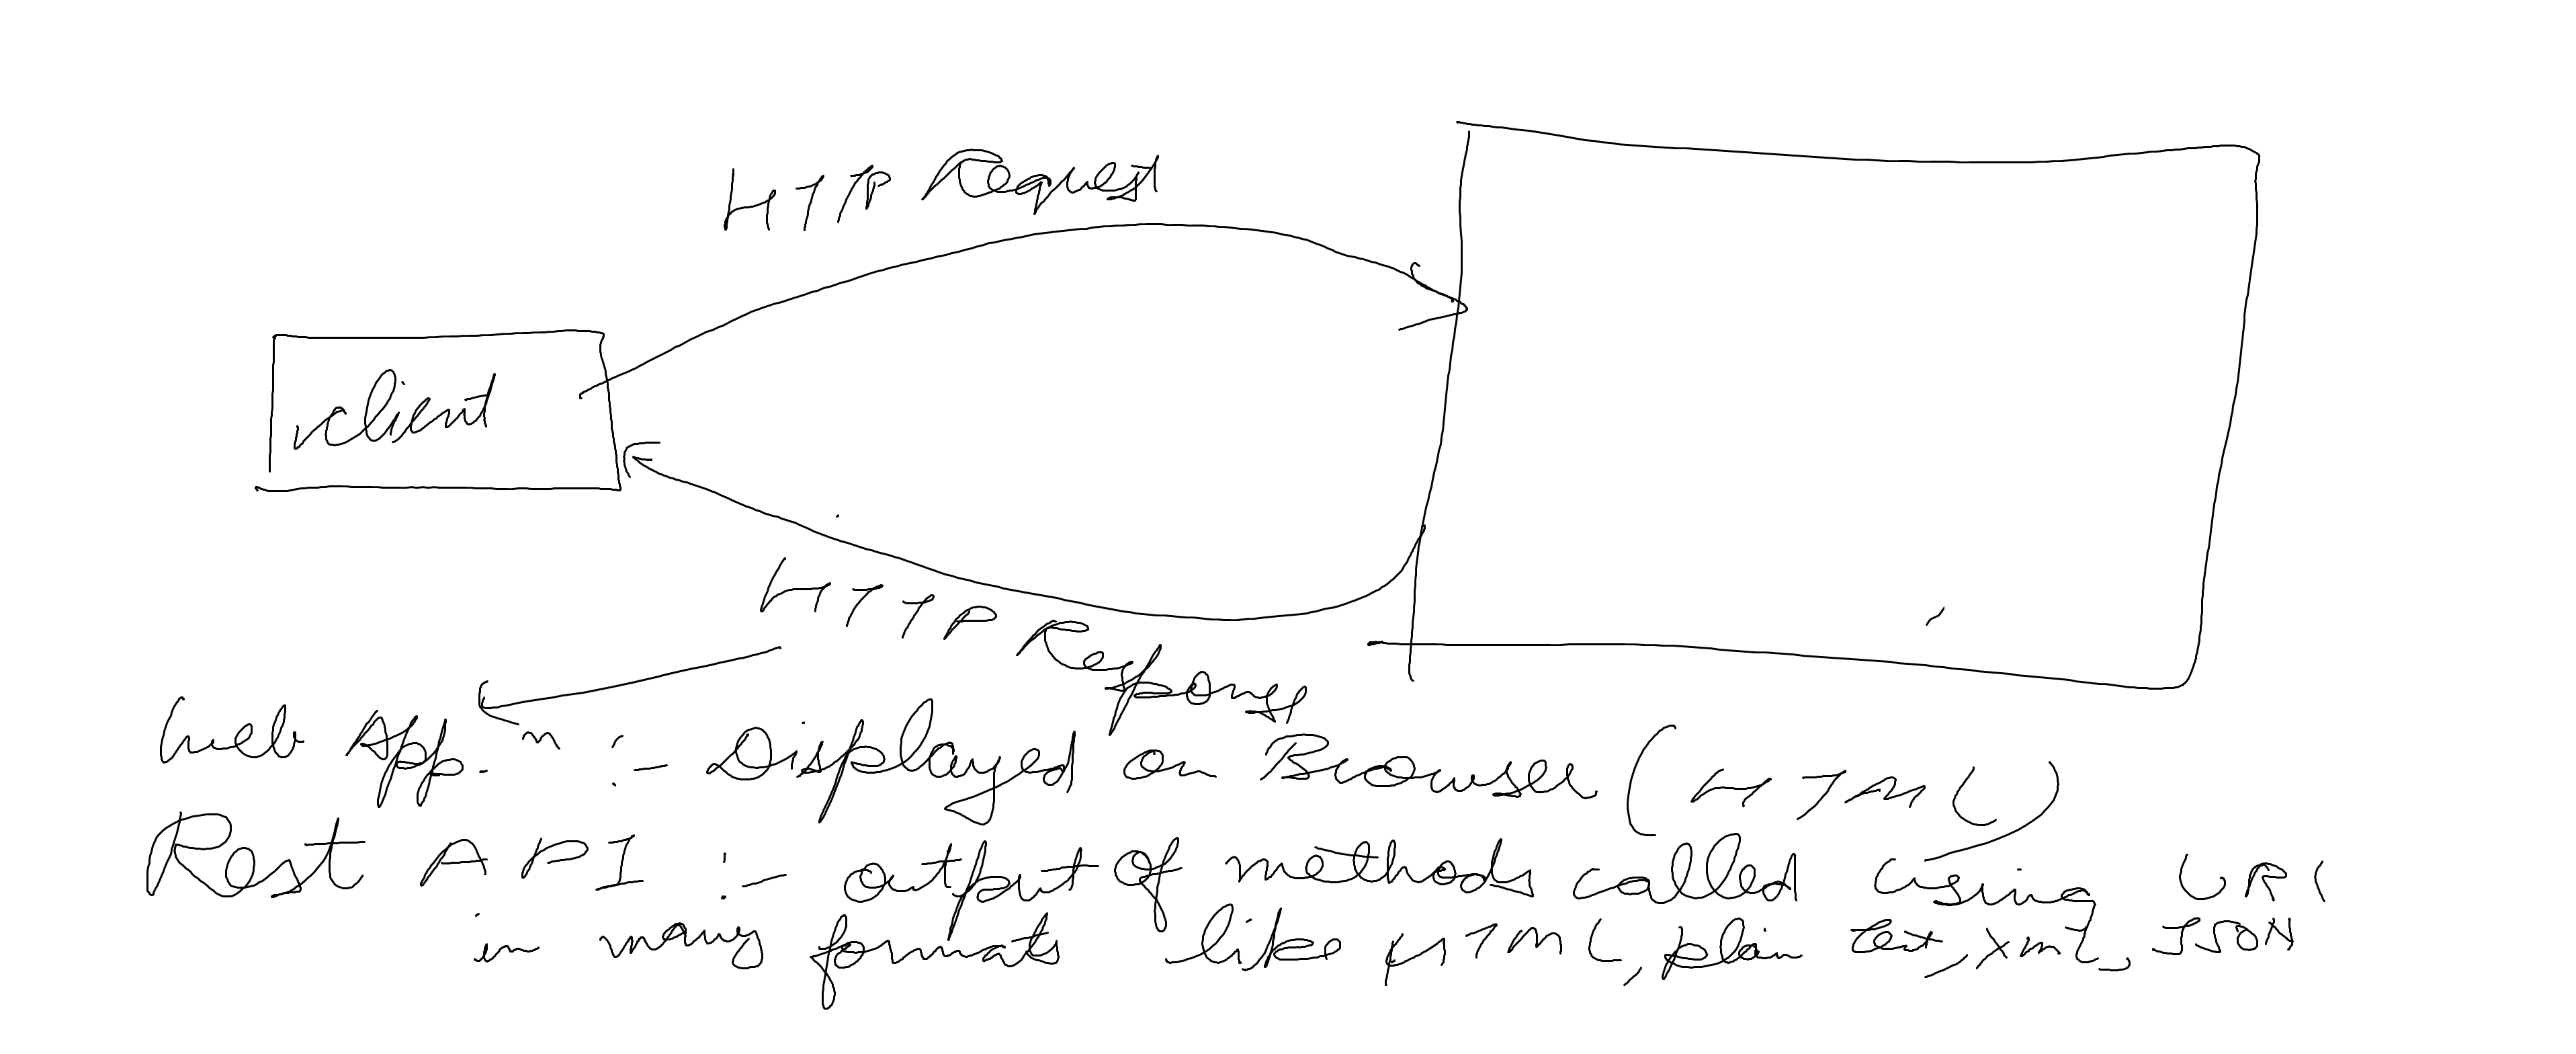 HTTP Request
client
HTTP Response
Web App.n :- Displayed on Browser (HTML)
Rest API :- output of methods called using URI
in many formats like HTML, plain text, XML, JSON